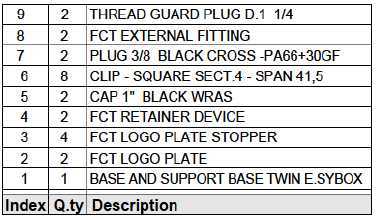 9 2 THREAD GUARD PLUG D.1 1/4
8 2 FCT EXTERNAL FITTING
7 2 PLUG 3/8 BLACK CROSS -PA66+30GF
6 8 CLIP - SQUARE SECT.4 - SPAN 41,5
5 2 CAP 1" BLACK WRAS
4 2 FCT RETAINER DEVICE
3 4 FCT LOGO PLATE STOPPER
2 2 FCT LOGO PLATE
1 1 BASE AND SUPPORT BASE TWIN E.SYBOX
Index Q.ty Description